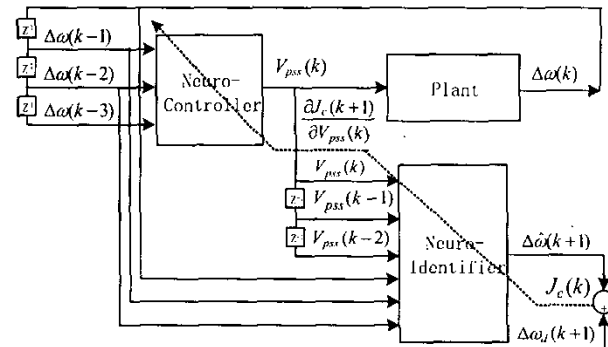 Δω(k−1)
Δω(k−2)
Δω(k−3)
Neuro-
Controller
V_pss(k)
Plant
Δω(k)
∂J_c(k+1)
∂V_pss(k)
V_pss(k)
V_pss(k−1)
V_pss(k−2)
Neuro-
Identifier
Δω̂(k+1)
J_c(k)
+
Δω_d(k+1)